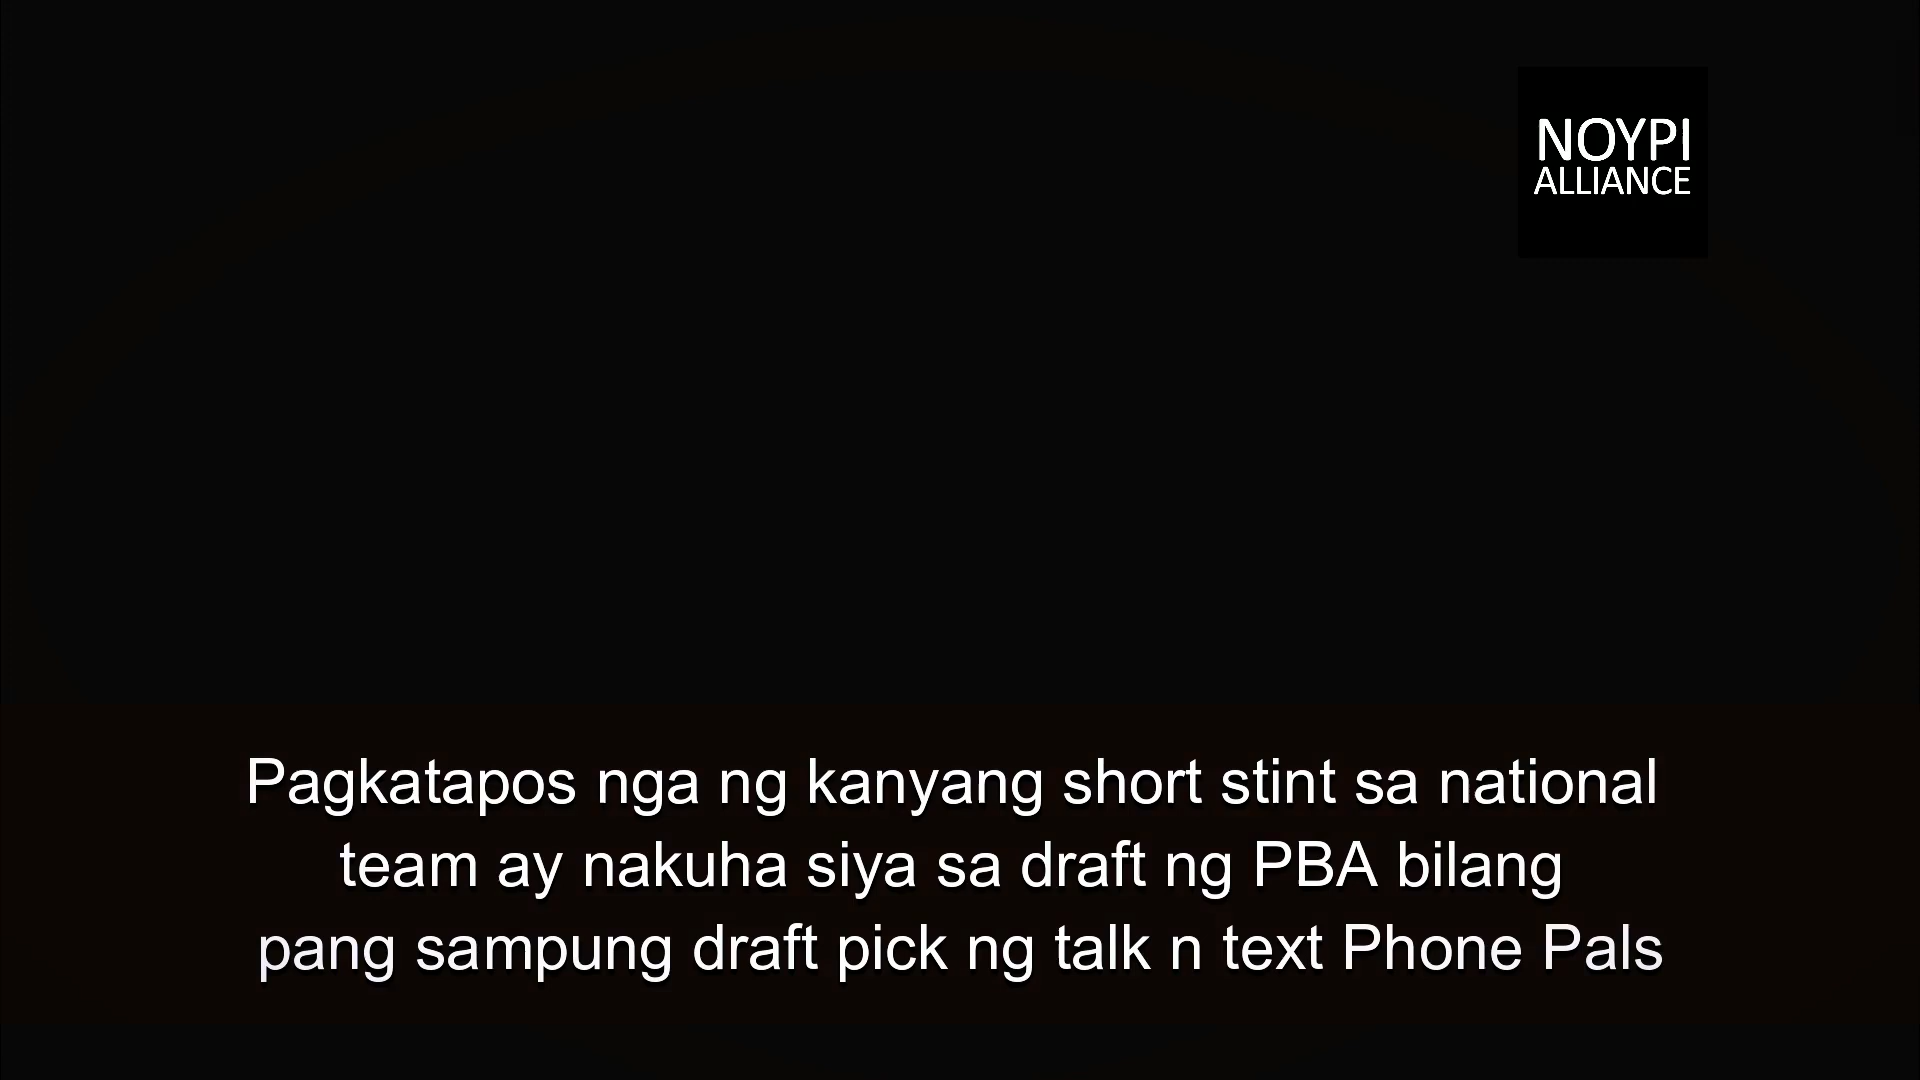 NOYPI
ALLIANCE
Pagkatapos nga ng kanyang short stint sa national
team ay nakuha siya sa draft ng PBA bilang
pang sampung draft pick ng talk n text Phone Pals